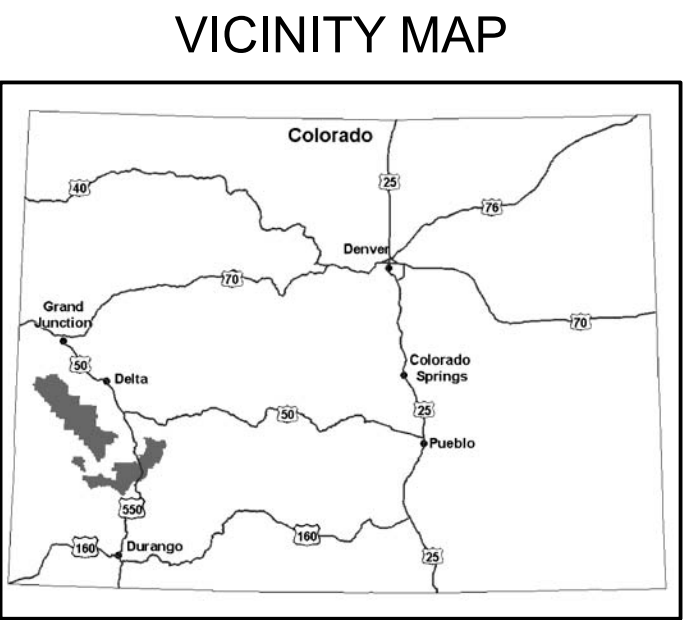 VICINITY MAP
Colorado
40
25
76
Denver
70
Grand
Junction
70
50
Delta
Colorado
Springs
50
25
Pueblo
550
160
Durango
160
25